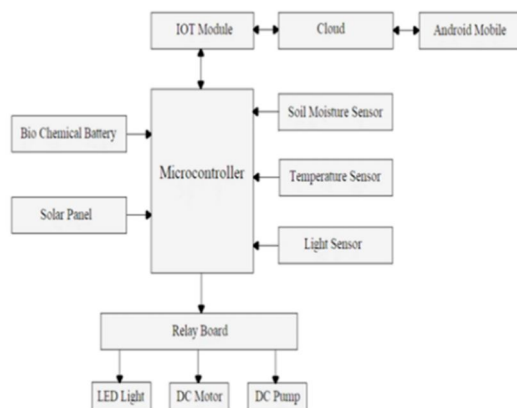 IOT Module
Cloud
Android Mobile
Bio Chemical Battery
Soil Moisture Sensor
Microcontroller
Temperature Sensor
Solar Panel
Light Sensor
Relay Board
LED Light
DC Motor
DC Pump